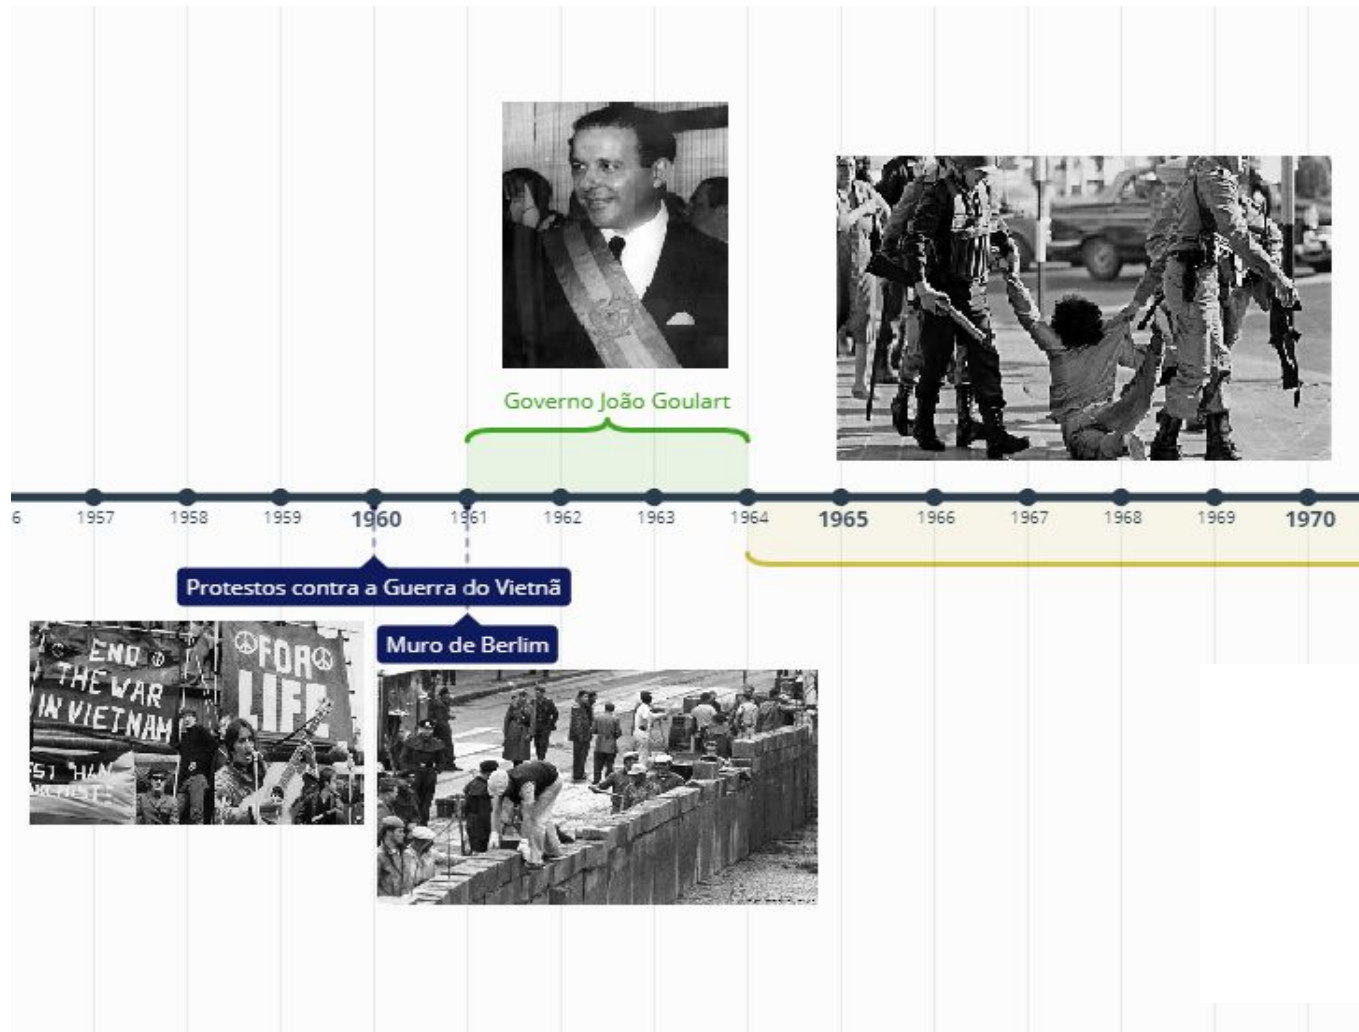 Governo João Goulart
6 1957 1958 1959 1960 1961 1962 1963 1964 1965 1966 1967 1968 1969 1970
Protestos contra a Guerra do Vietnã
Muro de Berlim
END
THE WAR
IN VIETNAM
FOR
LIFE